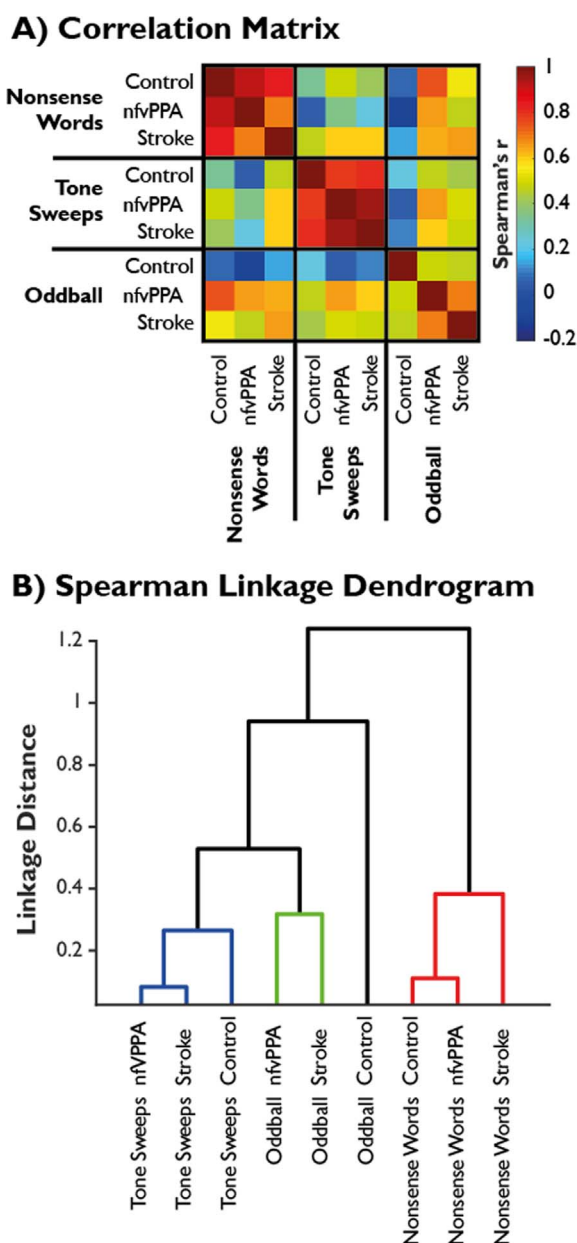 A) Correlation Matrix
Nonsense
Words
Control
nfvPPA
Stroke
Tone
Sweeps
Control
nfvPPA
Stroke
Oddball
Control
nfvPPA
Stroke
Control
nfvPPA
Stroke
Control
nfvPPA
Stroke
Control
nfvPPA
Stroke
Nonsense
Words
Tone
Sweeps
Oddball
Spearman's r
1
0.8
0.6
0.4
0.2
0
-0.2
B) Spearman Linkage Dendrogram
Linkage Distance
1.2
1
0.8
0.6
0.4
0.2
Tone Sweeps nfVPPA
Tone Sweeps Stroke
Tone Sweeps Control
Oddball nfvPPA
Oddball Stroke
Oddball Control
Nonsense Words Control
Nonsense Words nfvPPA
Nonsense Words Stroke